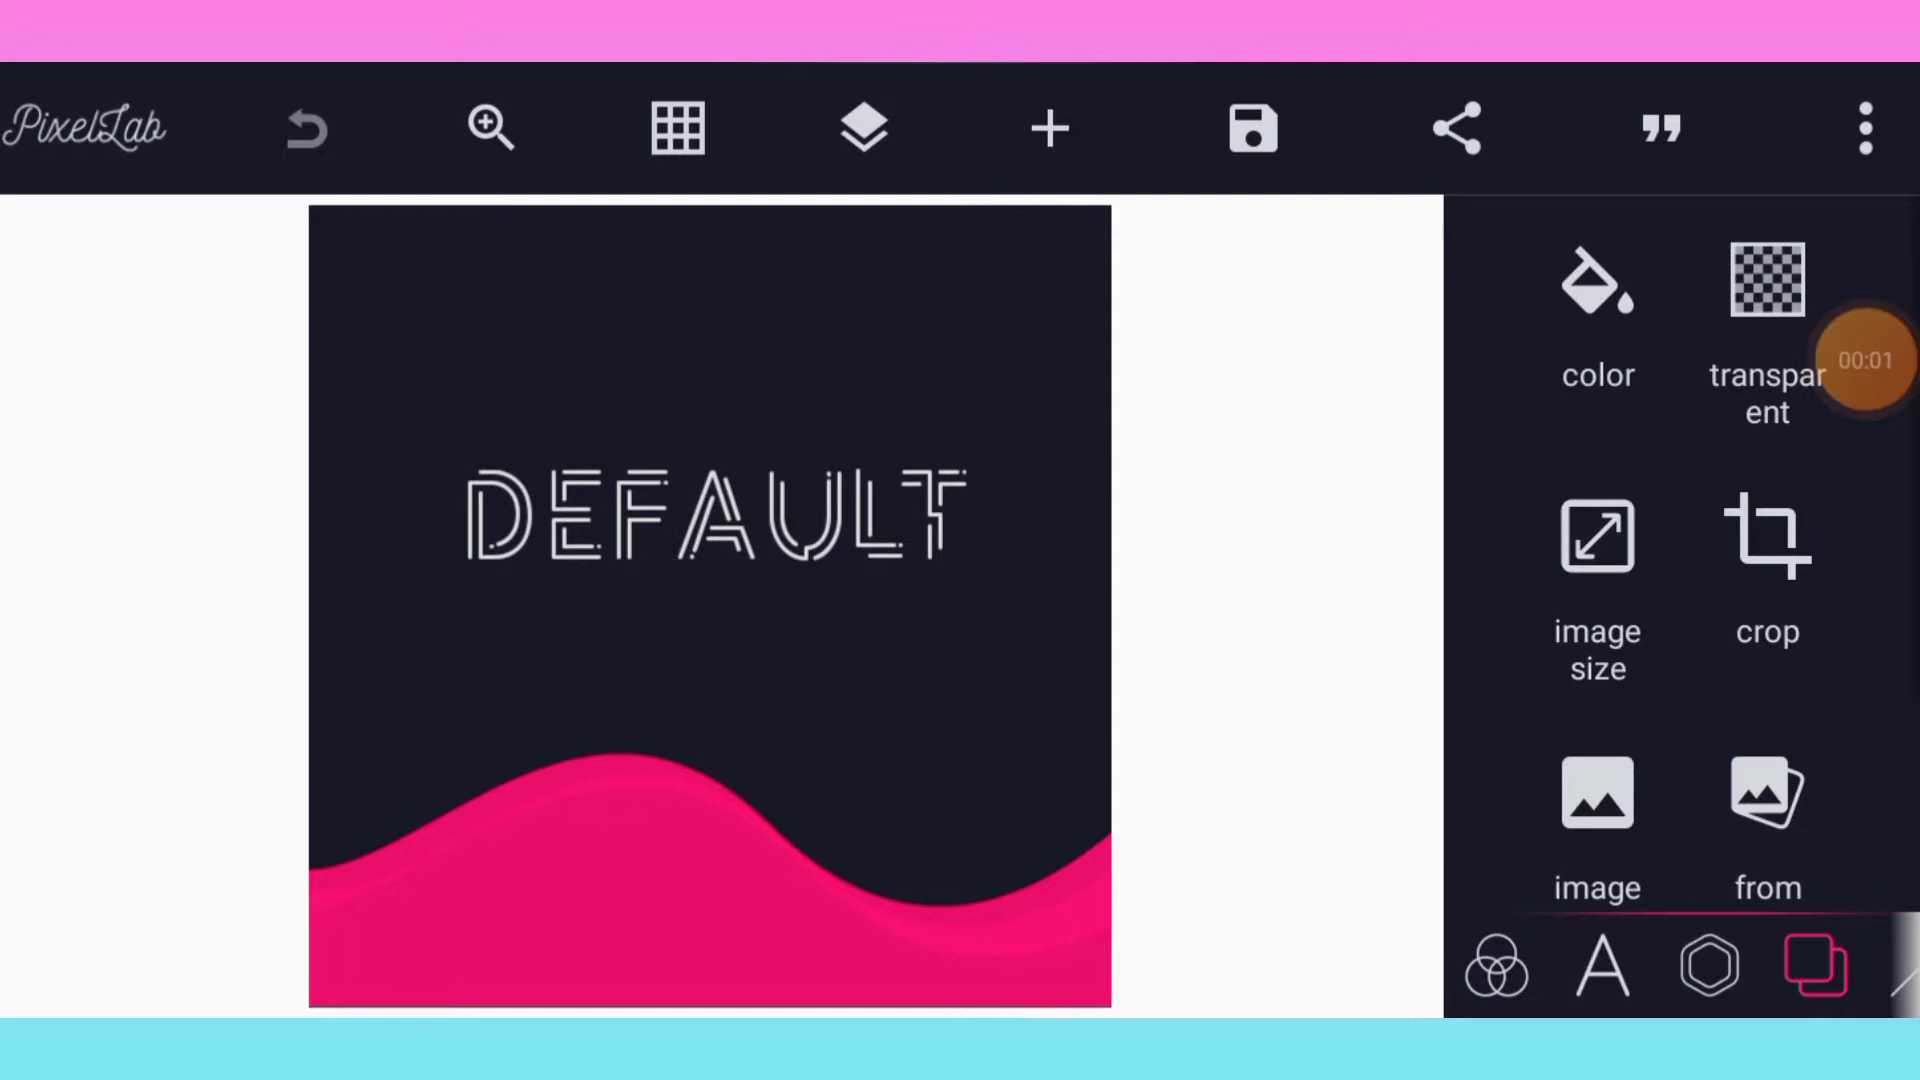 PixelLab
00:01
color
transpar
ent
DEFAULT
image
size
crop
image
from